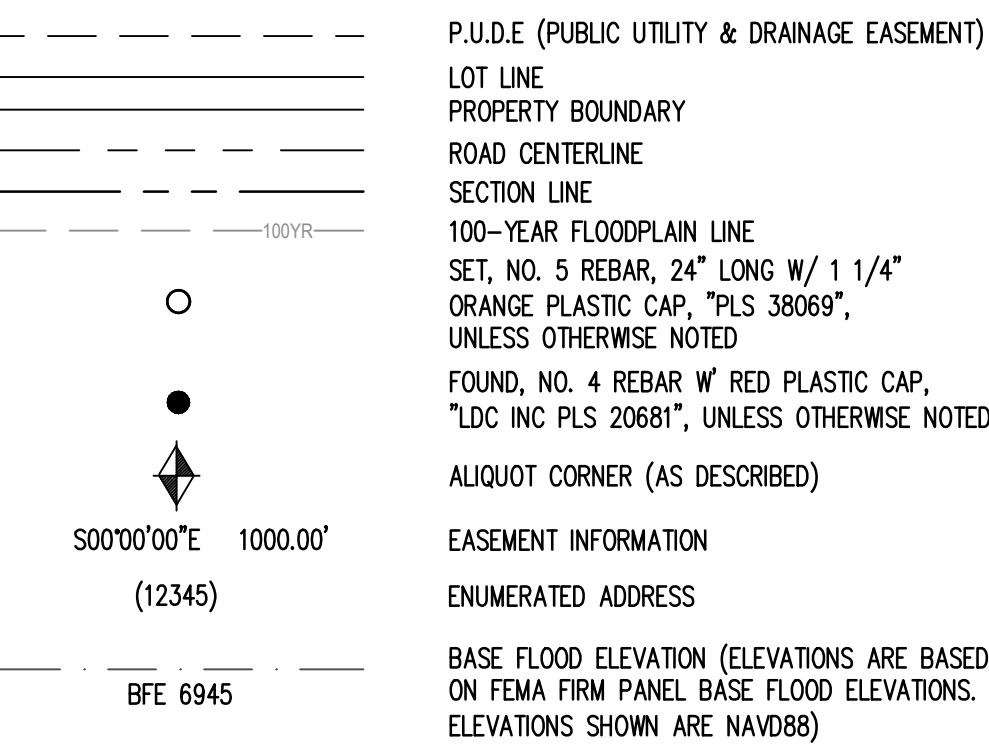 P.U.D.E (PUBLIC UTILITY & DRAINAGE EASEMENT)
LOT LINE
PROPERTY BOUNDARY
ROAD CENTERLINE
SECTION LINE
100YR 100-YEAR FLOODPLAIN LINE
SET, NO. 5 REBAR, 24" LONG W/ 1 1/4"
ORANGE PLASTIC CAP, "PLS 38069",
UNLESS OTHERWISE NOTED
FOUND, NO. 4 REBAR W' RED PLASTIC CAP,
"LDC INC PLS 20681", UNLESS OTHERWISE NOTED
ALIQUOT CORNER (AS DESCRIBED)
S00°00'00"E 1000.00' EASEMENT INFORMATION
(12345) ENUMERATED ADDRESS
BASE FLOOD ELEVATION (ELEVATIONS ARE BASED
BFE 6945 ON FEMA FIRM PANEL BASE FLOOD ELEVATIONS.
ELEVATIONS SHOWN ARE NAVD88)